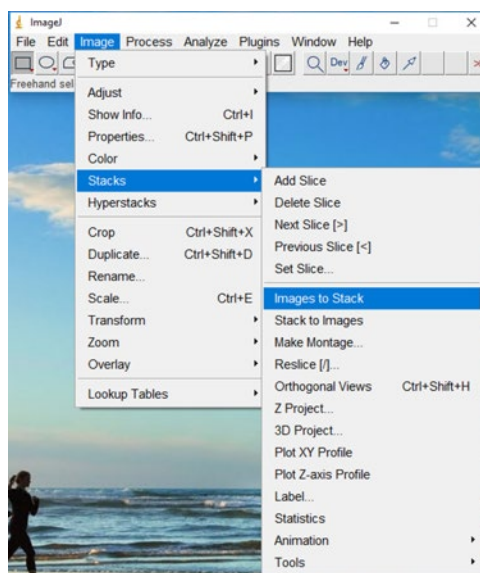 ImageJ
File Edit Image Process Analyze Plugins Window Help
Dev
Freehand sel
Type
Adjust
Show Info... Ctrl+I
Properties... Ctrl+Shift+P
Color
Stacks
Hyperstacks
Crop Ctrl+Shift+X
Duplicate... Ctrl+Shift+D
Rename...
Scale... Ctrl+E
Transform
Zoom
Overlay
Lookup Tables
Add Slice
Delete Slice
Next Slice [>]
Previous Slice [<]
Set Slice...
Images to Stack
Stack to Images
Make Montage...
Reslice [/]...
Orthogonal Views Ctrl+Shift+H
Z Project...
3D Project...
Plot XY Profile
Plot Z-axis Profile
Label...
Statistics
Animation
Tools